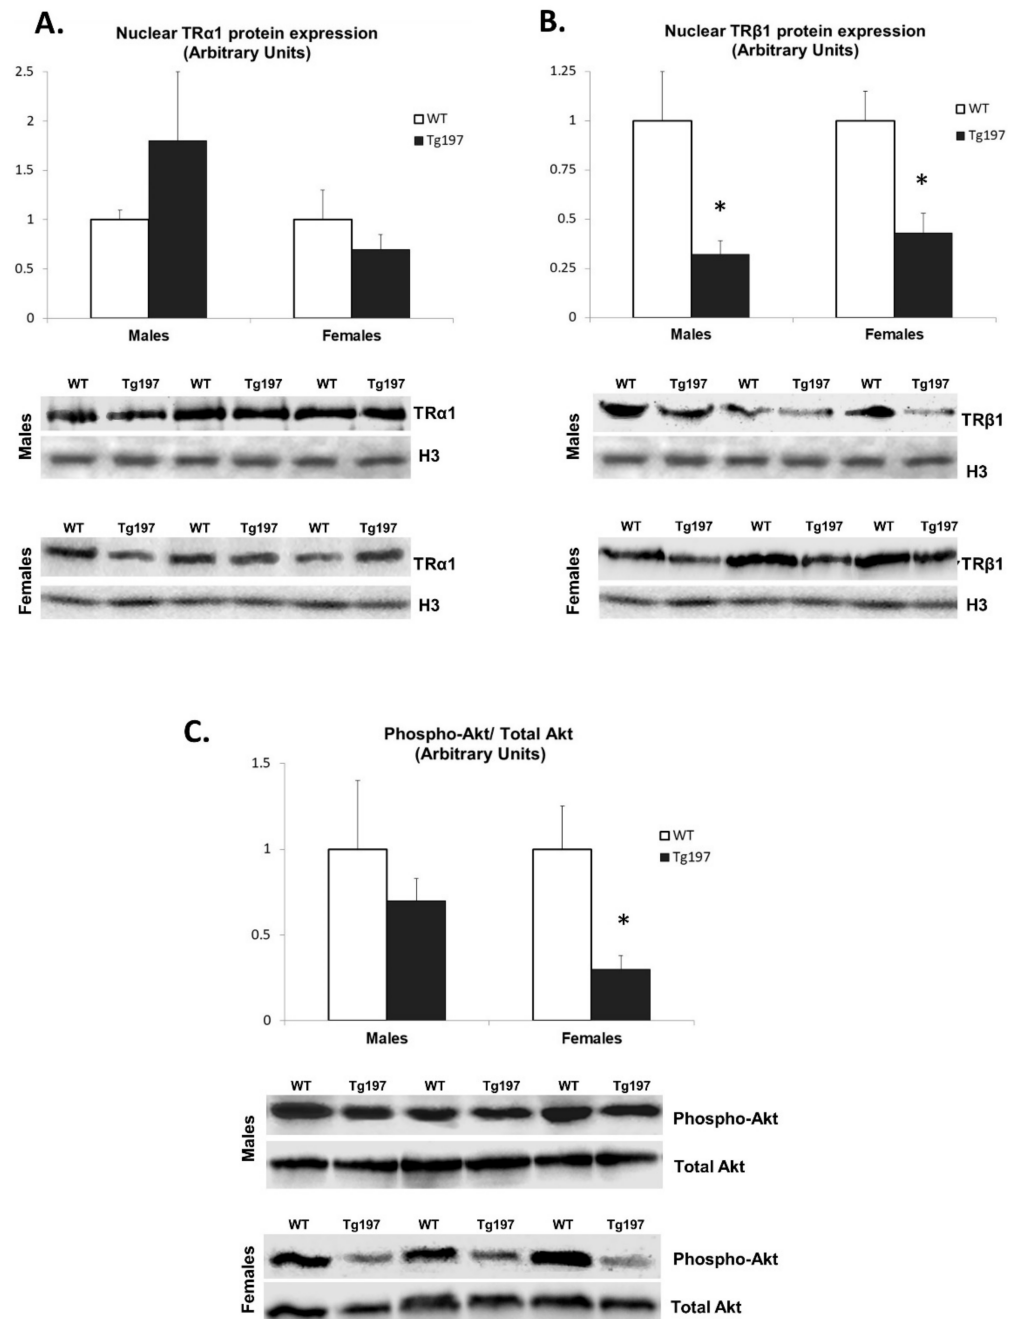 A.
Nuclear TRα1 protein expression
(Arbitrary Units)
2.5
2
1.5
1
0.5
0
WT
Tg197
Males Females
WT Tg197 WT Tg197 WT Tg197
Males
TRα1
H3
WT Tg197 WT Tg197 WT Tg197
Females
TRα1
H3
B.
Nuclear TRβ1 protein expression
(Arbitrary Units)
1.25
1
0.75
0.5
0.25
0
WT
Tg197
*
*
Males Females
WT Tg197 WT Tg197 WT Tg197
Males
TRβ1
H3
WT Tg197 WT Tg197 WT Tg197
Females
TRβ1
H3
C.
Phospho-Akt/ Total Akt
(Arbitrary Units)
1.5
1
0.5
0
WT
Tg197
*
Males Females
WT Tg197 WT Tg197 WT Tg197
Males
Phospho-Akt
Total Akt
WT Tg197 WT Tg197 WT Tg197
Females
Phospho-Akt
Total Akt